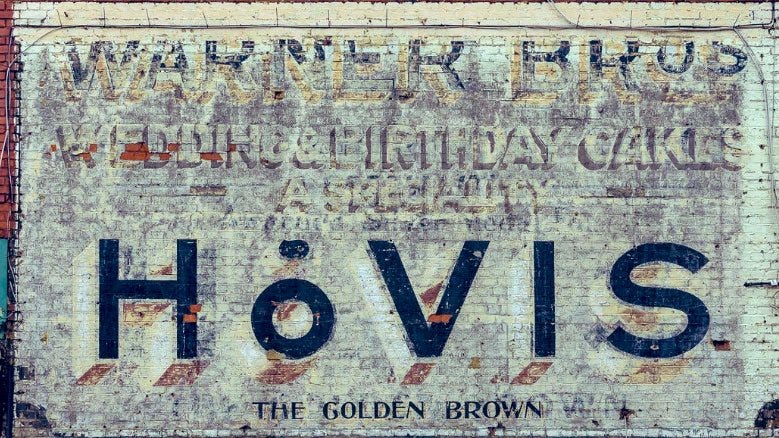 WARNER BROS
WEDDING & BIRTHDAY CAKES
A SPECIALITY
HOVIS
THE GOLDEN BROWN